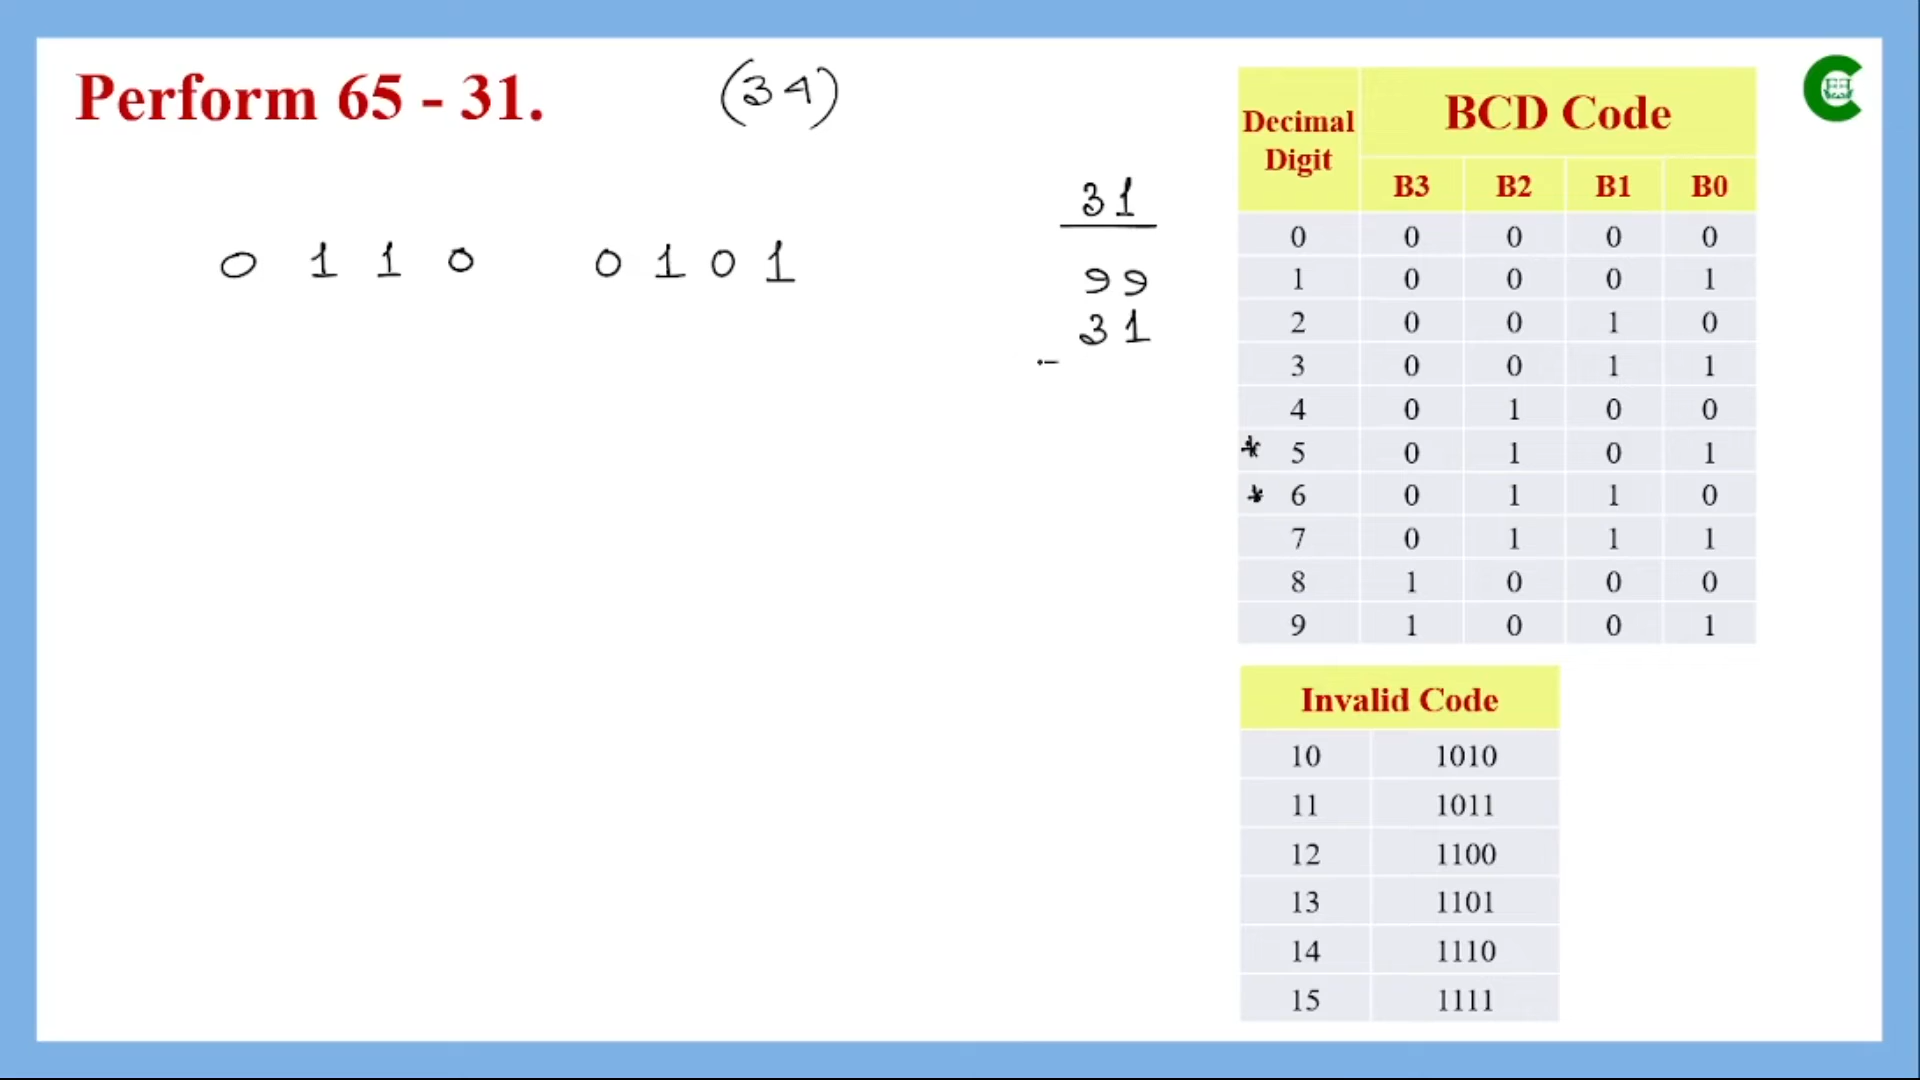 Perform 65 - 31.
(34)
0 1 1 0 0 1 0 1
31
99
31
-
Decimal Digit BCD Code
B3 B2 B1 B0
0 0 0 0 0
1 0 0 0 1
2 0 0 1 0
3 0 0 1 1
4 0 1 0 0
* 5 0 1 0 1
* 6 0 1 1 0
7 0 1 1 1
8 1 0 0 0
9 1 0 0 1
Invalid Code
10 1010
11 1011
12 1100
13 1101
14 1110
15 1111